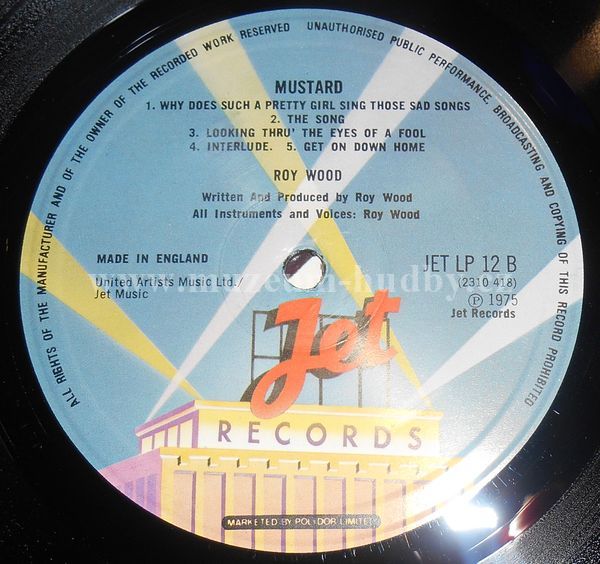 ALL RIGHTS OF THE MANUFACTURER AND OF THE OWNER OF THE RECORDED WORK RESERVED UNAUTHORISED PUBLIC PERFORMANCE BROADCASTING AND COPYING OF THIS RECORD PROHIBITED
MUSTARD
1. WHY DOES SUCH A PRETTY GIRL SING THOSE SAD SONGS
2. THE SONG
3. LOOKING THRU' THE EYES OF A FOOL
4. INTERLUDE. 5. GET ON DOWN HOME
ROY WOOD
Written And Produced by Roy Wood
All Instruments and Voices: Roy Wood
MADE IN ENGLAND
United Artists Music Ltd./
Jet Music
JET LP 12 B
(2310 418)
℗ 1975
Jet Records
www.muzeum-hudby.cz
Jet
RECORDS
MARKETED BY POLYDOR LIMITED